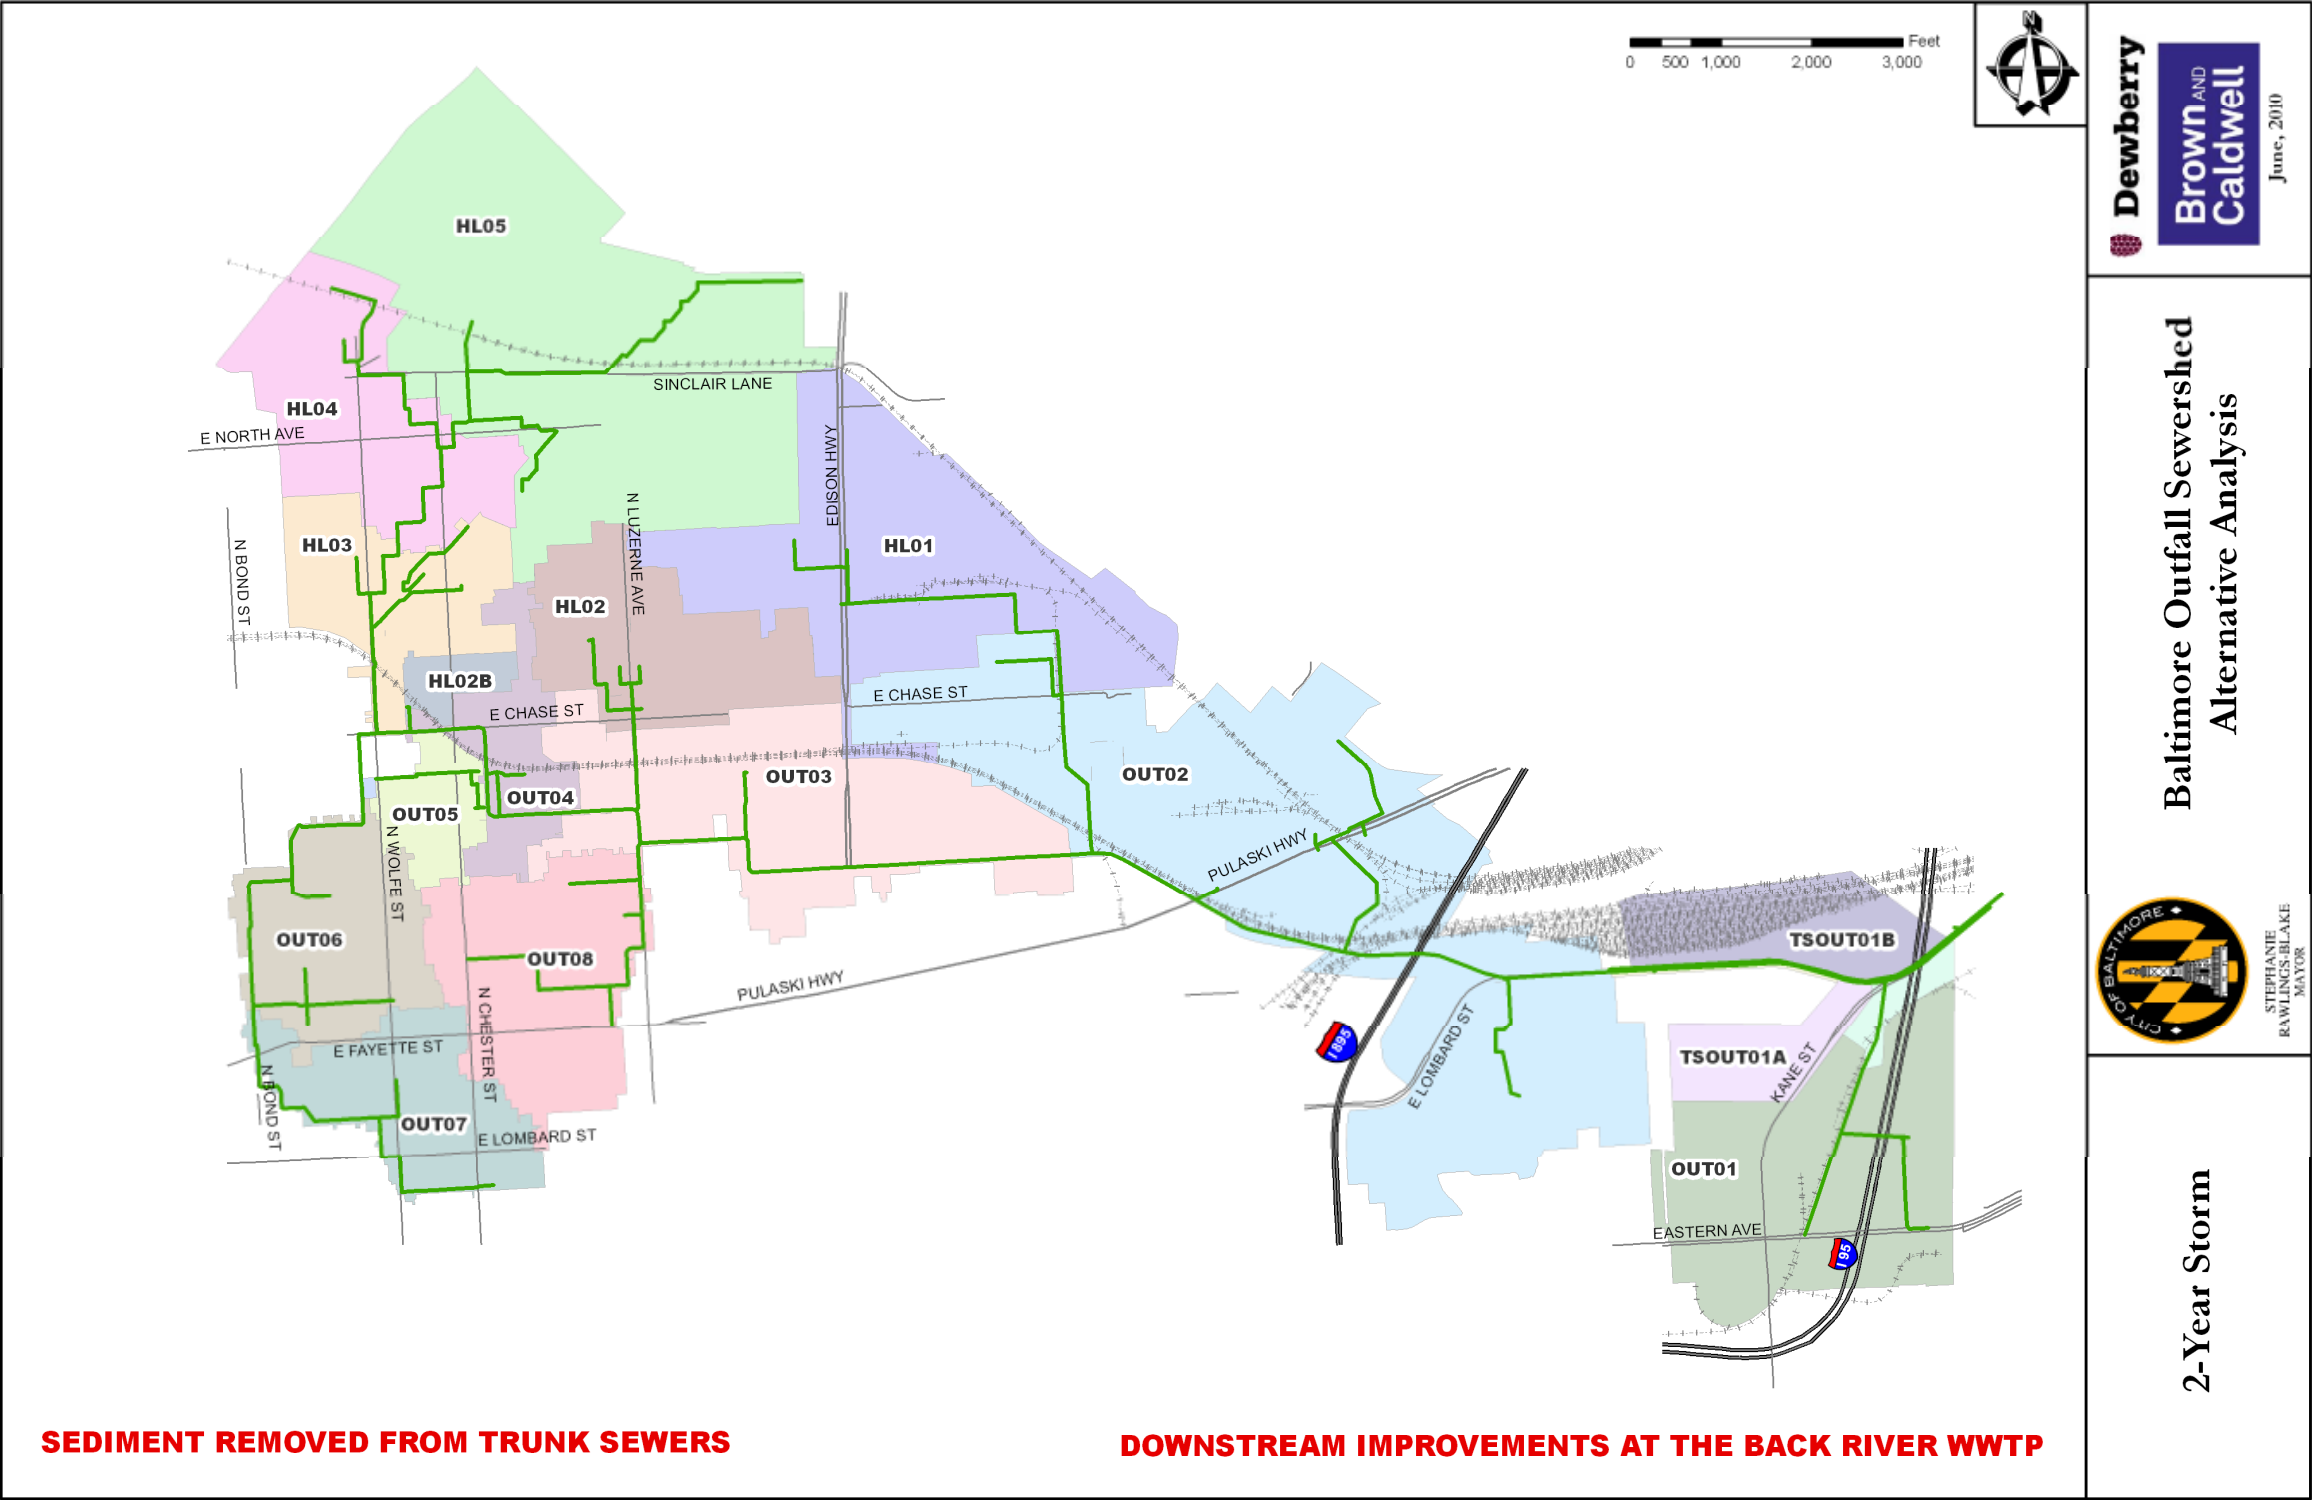 Feet
0 500 1,000 2,000 3,000
N
Dewberry
Brown AND
Caldwell
June, 2010
Baltimore Outfall Sewershed
Alternative Analysis
CITY OF BALTIMORE
STEPHANIE
RAWLINGS-BLAKE
MAYOR
2-Year Storm
HL05
SINCLAIR LANE
HL04
E NORTH AVE
EDISON HWY
N LUZERNE AVE
HL03
HL01
N BOND ST
HL02
HL02B
E CHASE ST
E CHASE ST
OUT03
OUT02
OUT04
OUT05
N WOLFE ST
PULASKI HWY
OUT06
OUT08
TSOUT01B
PULASKI HWY
N CHESTER ST
E FAYETTE ST
I 895
E LOMBARD ST
TSOUT01A
KANE ST
N BOND ST
OUT07
E LOMBARD ST
OUT01
EASTERN AVE
I 95
SEDIMENT REMOVED FROM TRUNK SEWERS
DOWNSTREAM IMPROVEMENTS AT THE BACK RIVER WWTP